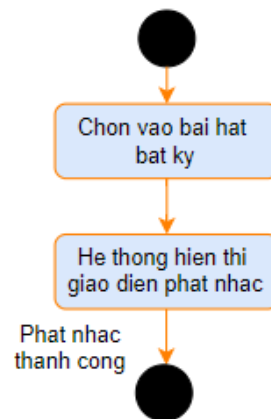 Chon vao bai hat
bat ky
He thong hien thi
giao dien phat nhac
Phat nhac
thanh cong